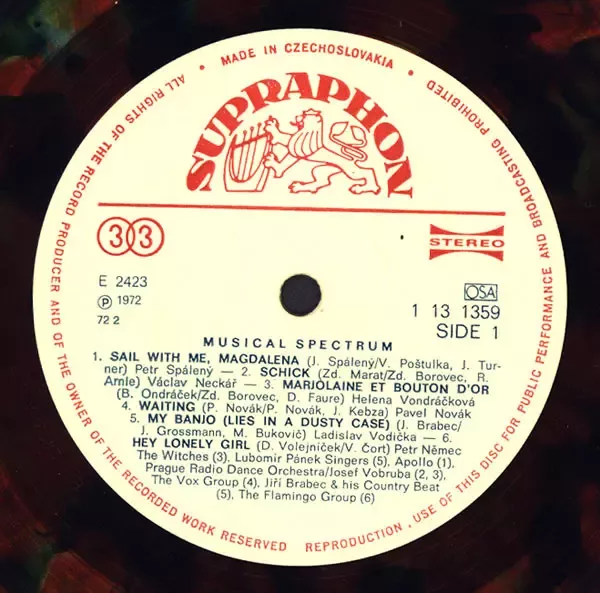 • MADE IN CZECHOSLOVAKIA •
ALL RIGHTS OF THE RECORD PRODUCER AND OF THE OWNER OF THE RECORDED WORK RESERVED
REPRODUCTION, USE OF THIS DISC FOR PUBLIC PERFORMANCE AND BROADCASTING PROHIBITED
SUPRAPHON
33
STEREO
E 2423
OSA
Ⓟ 1972
1 13 1359
72 2
SIDE 1
MUSICAL SPECTRUM
1. SAIL WITH ME, MAGDALENA (J. Spálený/V. Poštulka, J. Tur-
ner) Petr Spálený — 2. SCHICK (Zd. Marat/Zd. Borovec, R.
Arnie) Václav Neckář — 3. MARJOLAINE ET BOUTON D'OR
(B. Ondráček/Zd. Borovec, D. Faure) Helena Vondráčková
4. WAITING (P. Novák/P. Novák, J. Kebza) Pavel Novák
5. MY BANJO (LIES IN A DUSTY CASE) (J. Brabec/
J. Grossmann, M. Bukovič) Ladislav Vodička — 6.
HEY LONELY GIRL (D. Volejníček/V. Čort) Petr Němec
The Witches (3), Lubomir Pánek Singers (5), Apollo (1).
Prague Radio Dance Orchestra/Josef Vobruba (2, 3),
The Vox Group (4), Jiří Brabec & his Country Beat
(5), The Flamingo Group (6)